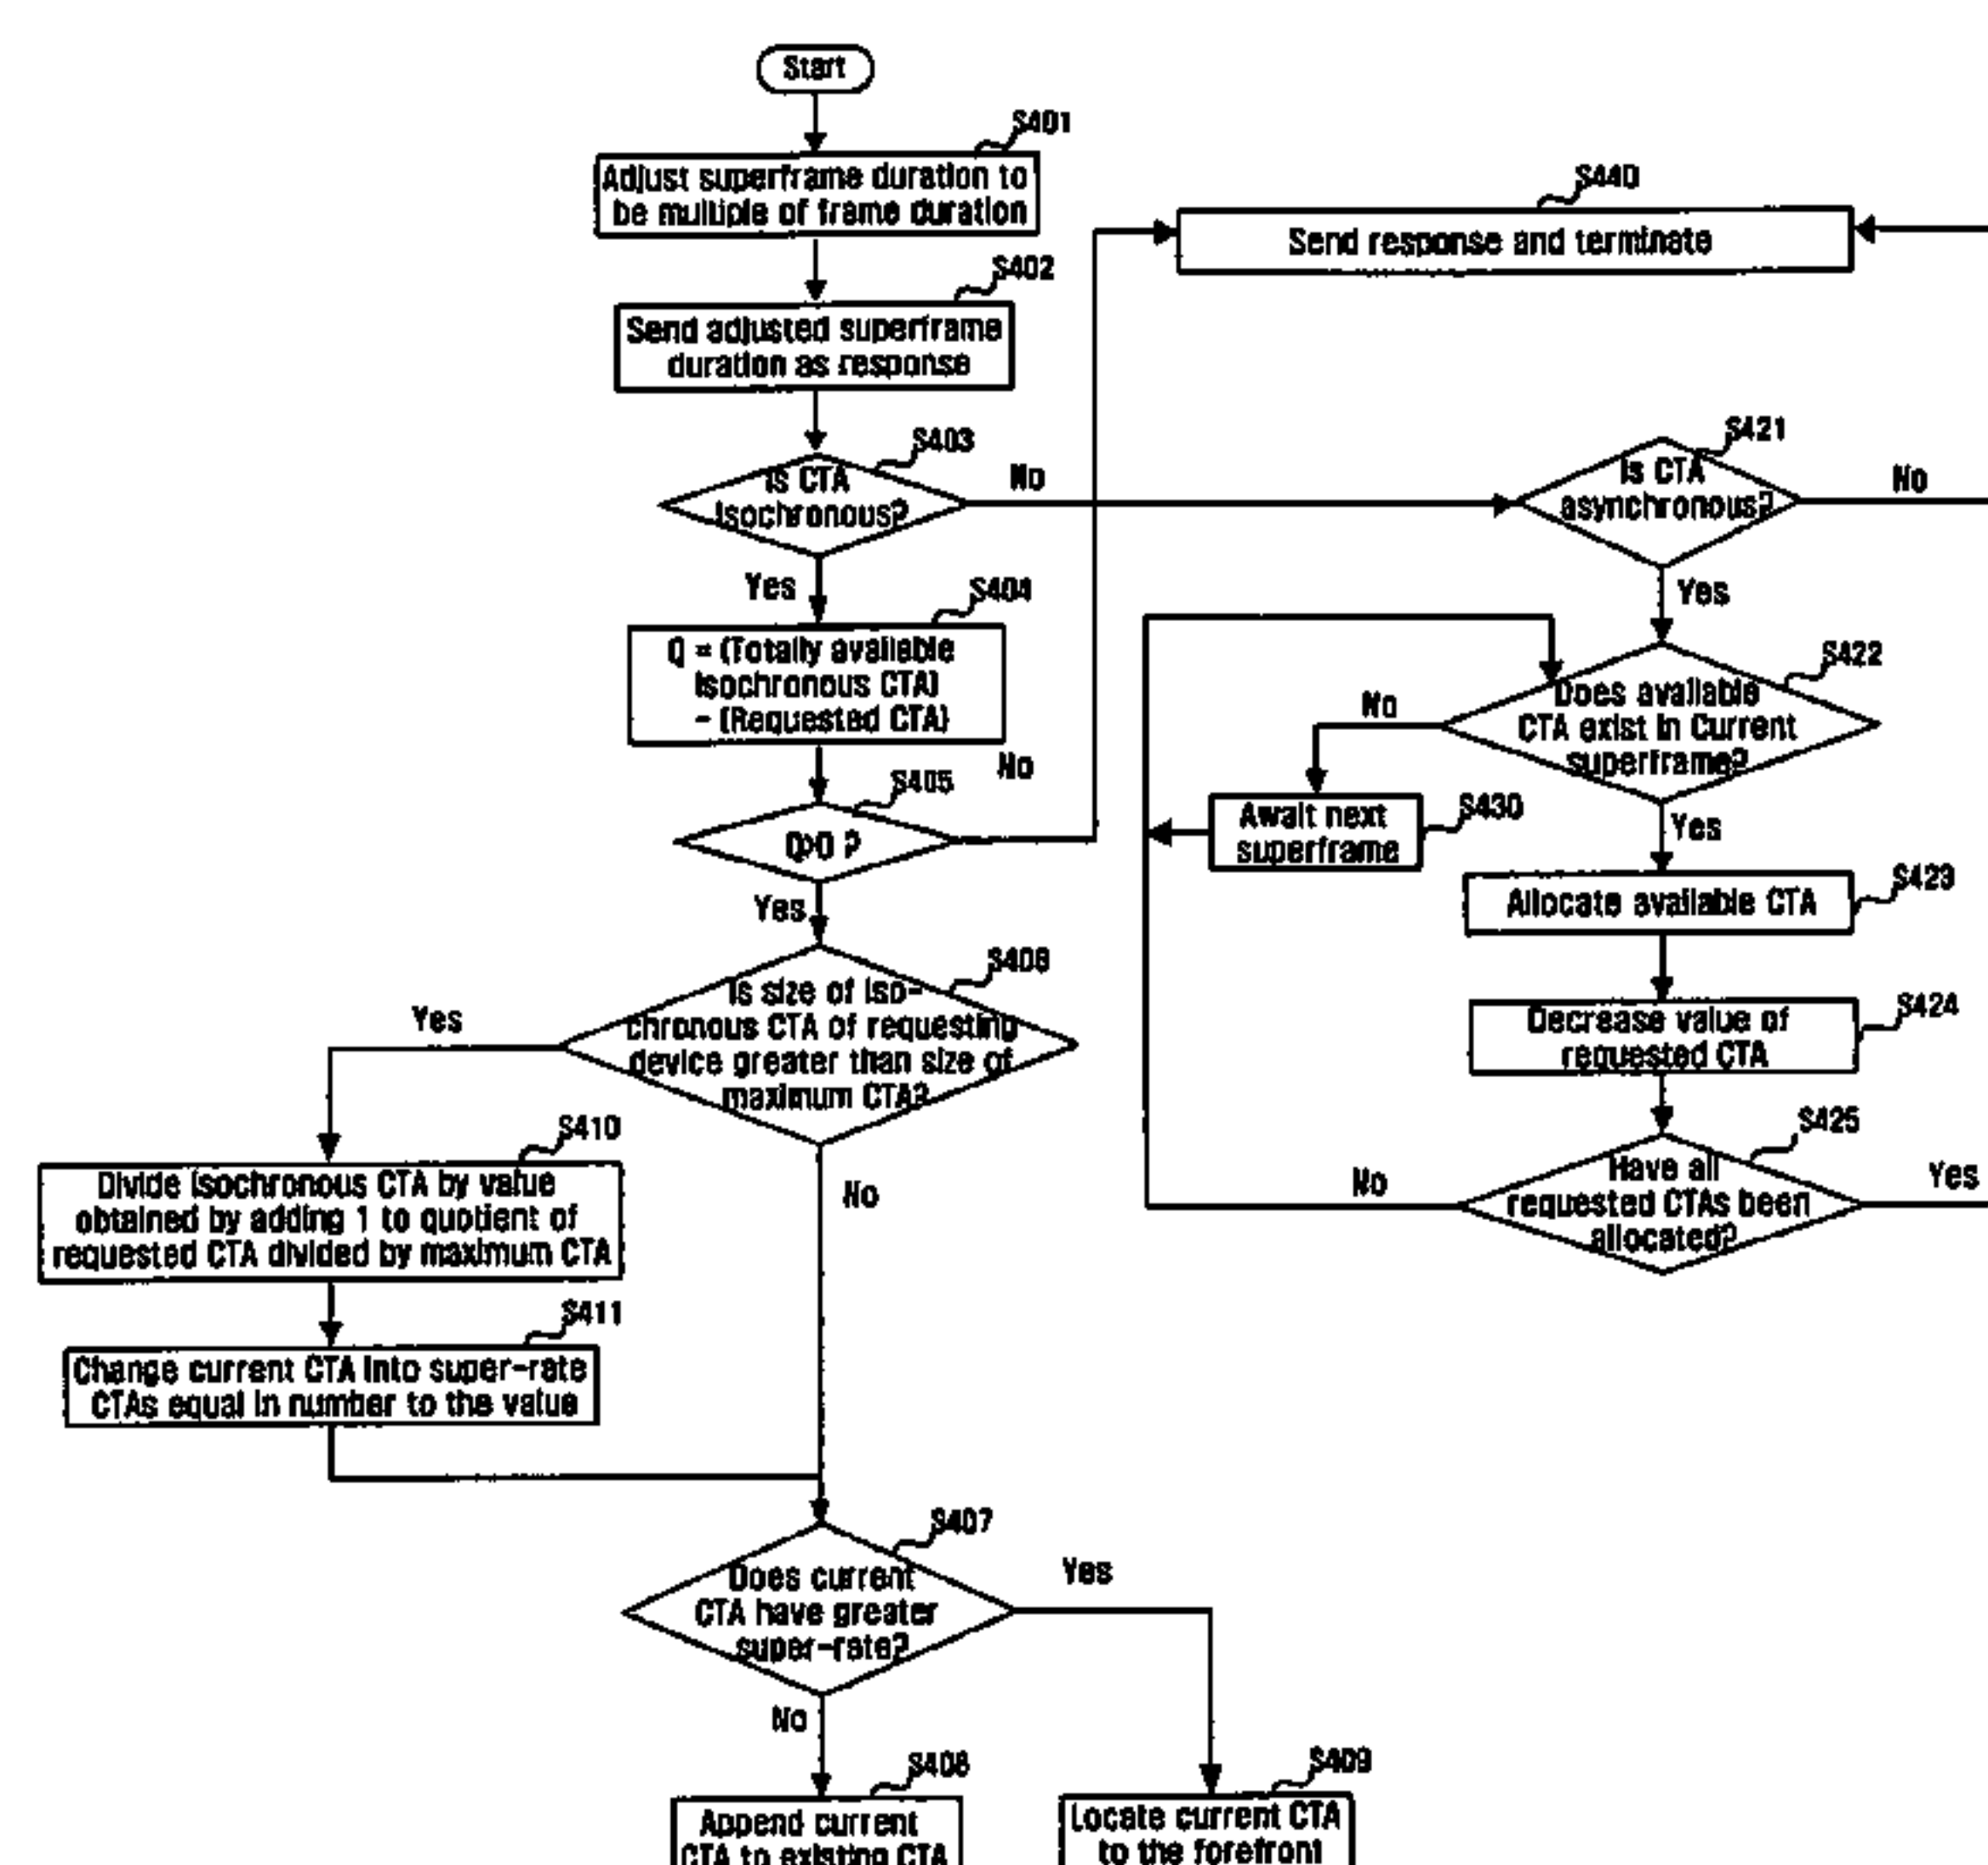 Start
S401
Adjust superframe duration to
be multiple of frame duration
S402
Send adjusted superframe
duration as response
S403
Is CTA
isochronous?
No
Yes
S404
Q = (Totally available
isochronous CTA)
- (Requested CTA)
S405
Q>0 ?
No
Yes
S406
Is size of iso-
chronous CTA of requesting
device greater than size of
maximum CTA?
Yes
No
S410
Divide isochronous CTA by value
obtained by adding 1 to quotient of
requested CTA divided by maximum CTA
S411
Change current CTA into super-rate
CTAs equal in number to the value
S407
Does current
CTA have greater
super-rate?
Yes
No
S408
Append current
CTA to existing CTA
S409
Locate current CTA
to the forefront
S440
Send response and terminate
S421
Is CTA
asynchronous?
No
Yes
S422
Does available
CTA exist in Current
superframe?
No
Yes
S430
Await next
superframe
S423
Allocate available CTA
S424
Decrease value of
requested CTA
S425
Have all
requested CTAs been
allocated?
No
Yes